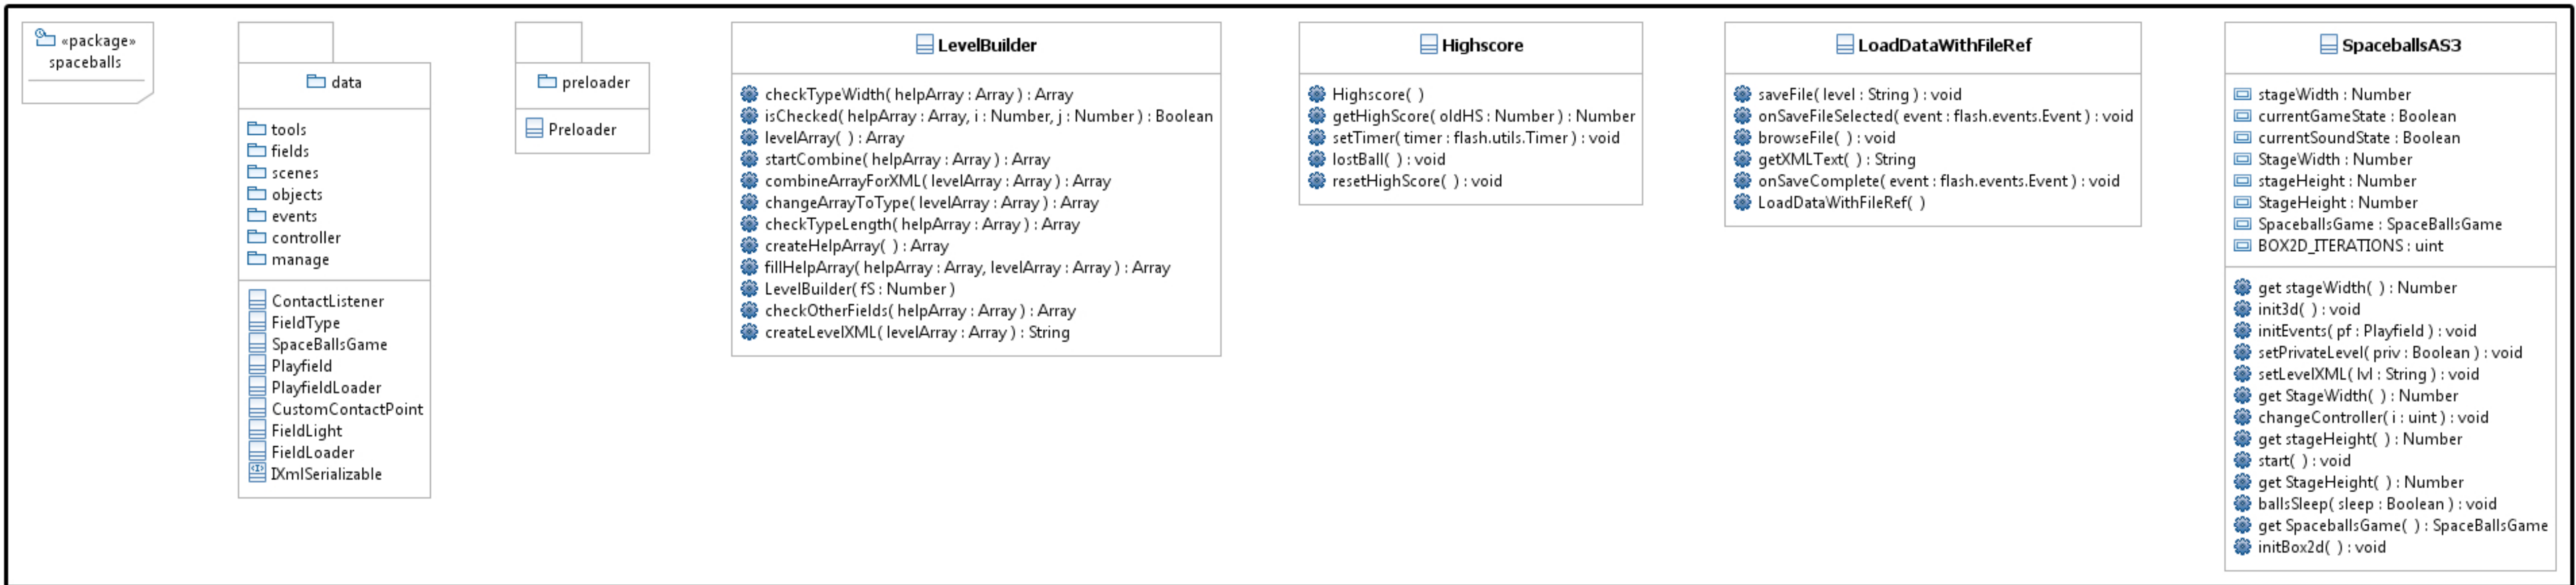 «package»
spaceballs
data
tools
fields
scenes
objects
events
controller
manage
ContactListener
FieldType
SpaceBallsGame
Playfield
PlayfieldLoader
CustomContactPoint
FieldLight
FieldLoader
IXmlSerializable
preloader
Preloader
LevelBuilder
checkTypeWidth( helpArray : Array ) : Array
isChecked( helpArray : Array, i : Number, j : Number ) : Boolean
levelArray( ) : Array
startCombine( helpArray : Array ) : Array
combineArrayForXML( levelArray : Array ) : Array
changeArrayToType( levelArray : Array ) : Array
checkTypeLength( helpArray : Array ) : Array
createHelpArray( ) : Array
fillHelpArray( helpArray : Array, levelArray : Array ) : Array
LevelBuilder( fS : Number )
checkOtherFields( helpArray : Array ) : Array
createLevelXML( levelArray : Array ) : String
Highscore
Highscore( )
getHighScore( oldHS : Number ) : Number
setTimer( timer : flash.utils.Timer ) : void
lostBall( ) : void
resetHighScore( ) : void
LoadDataWithFileRef
saveFile( level : String ) : void
onSaveFileSelected( event : flash.events.Event ) : void
browseFile( ) : void
getXMLText( ) : String
onSaveComplete( event : flash.events.Event ) : void
LoadDataWithFileRef( )
SpaceballsAS3
stageWidth : Number
currentGameState : Boolean
currentSoundState : Boolean
StageWidth : Number
stageHeight : Number
StageHeight : Number
SpaceballsGame : SpaceBallsGame
BOX2D_ITERATIONS : uint
get stageWidth( ) : Number
init3d( ) : void
initEvents( pf : Playfield ) : void
setPrivateLevel( priv : Boolean ) : void
setLevelXML( lvl : String ) : void
get StageWidth( ) : Number
changeController( i : uint ) : void
get stageHeight( ) : Number
start( ) : void
get StageHeight( ) : Number
ballsSleep( sleep : Boolean ) : void
get SpaceballsGame( ) : SpaceBallsGame
initBox2d( ) : void